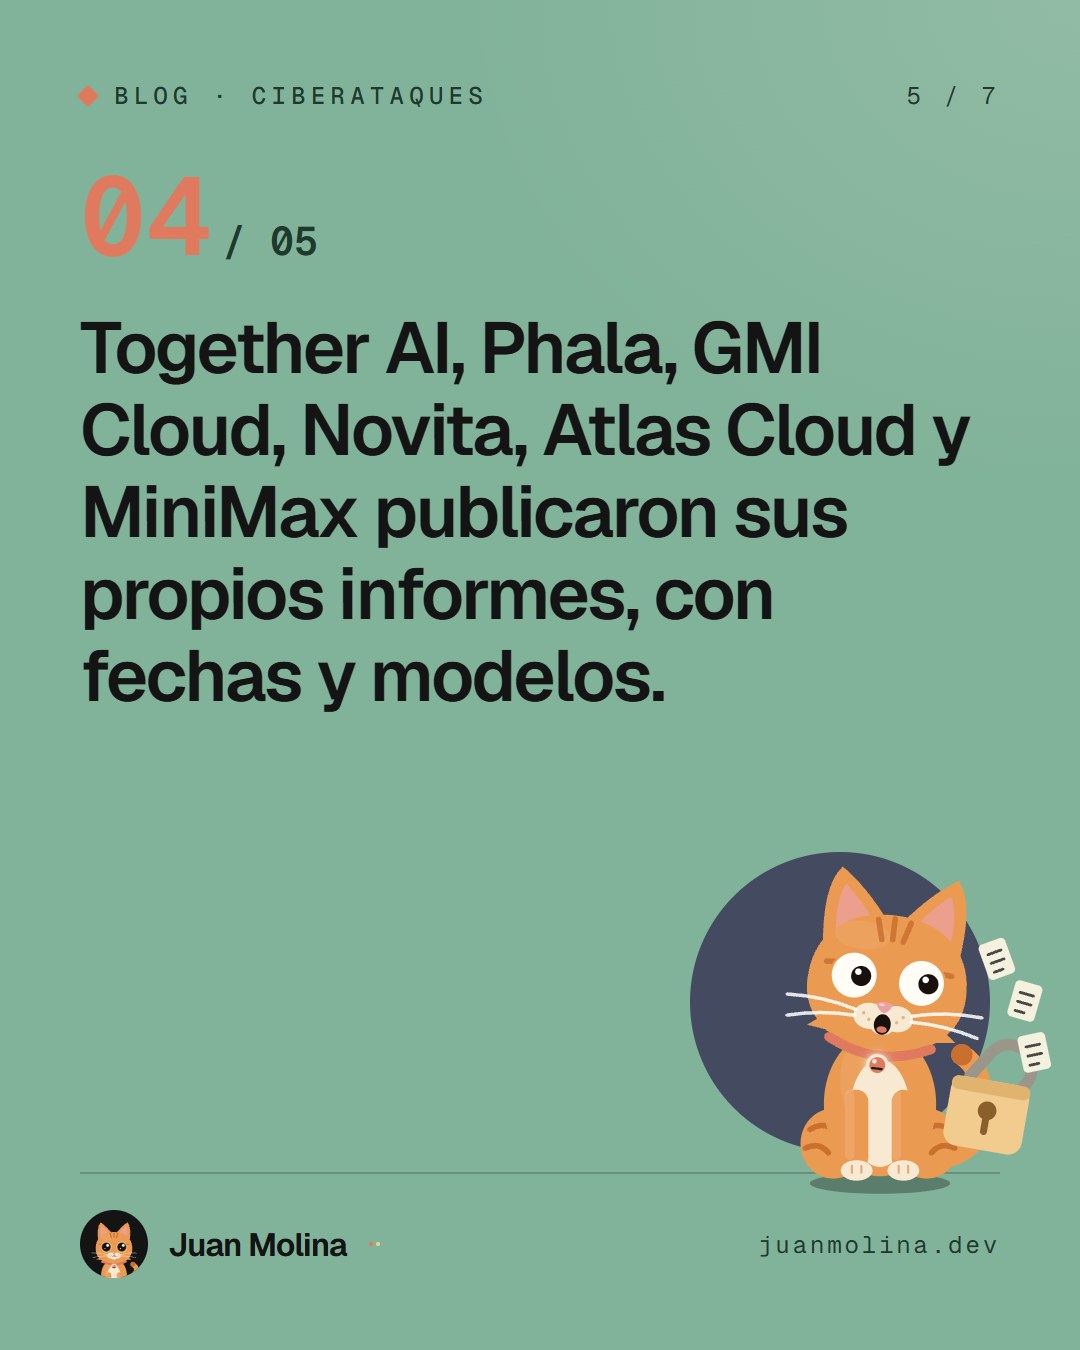 BLOG · CIBERATAQUES
5 / 7
04 / 05
Together AI, Phala, GMI
Cloud, Novita, Atlas Cloud y
MiniMax publicaron sus
propios informes, con
fechas y modelos.
Juan Molina
juanmolina.dev